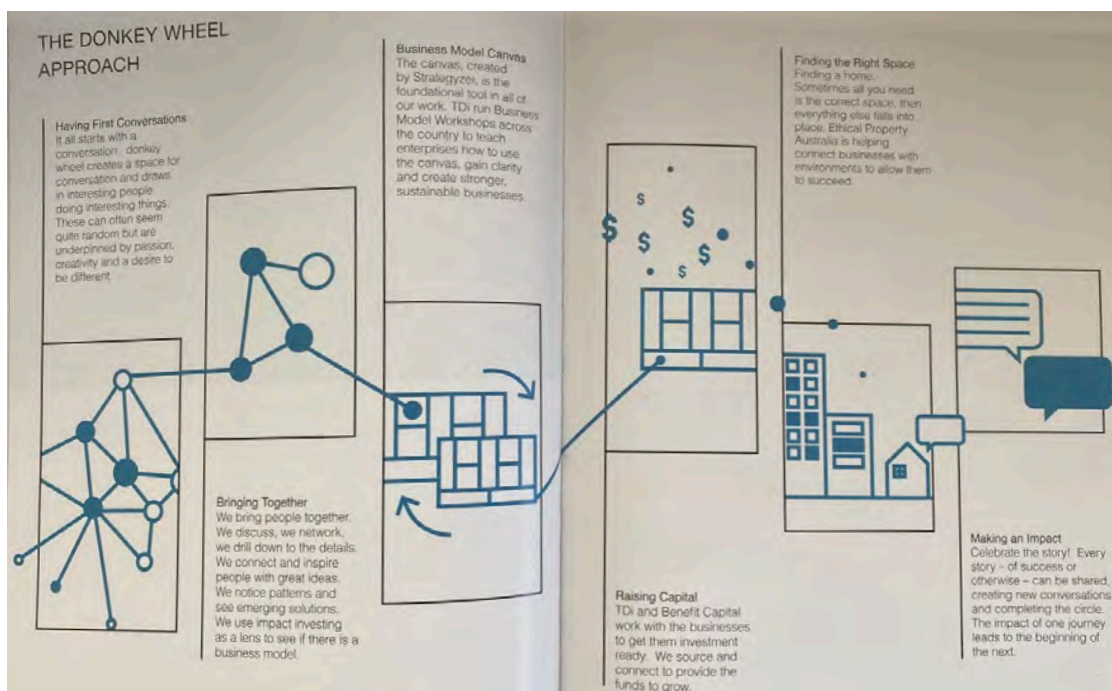 THE DONKEY WHEEL
APPROACH
Having First Conversations
It all starts with a
conversation donkey
wheel creates a space for
conversation and draws
in interesting people
doing interesting things.
These can often seem
quite random but are
underpinned by passion,
creativity and a desire to
be different
Bringing Together
We bring people together.
We discuss, we network,
we drill down to the details.
We connect and inspire
people with great ideas.
We notice patterns and
see emerging solutions.
We use impact investing
as a lens to see if there is a
business model.
Business Model Canvas
The canvas, created
by Strategyzer, is the
foundational tool in all of
our work. TDi run Business
Model Workshops across
the country to teach
enterprises how to use
the canvas, gain clarity
and create stronger,
sustainable businesses.
$
$
$
$
$
$
Raising Capital
TDi and Benefit Capital
work with the businesses
to get them investment
ready. We source and
connect to provide the
funds to grow.
Finding the Right Space
Finding a home.
Sometimes all you need
is the correct space, then
everything else falls into
place. Ethical Property
Australia is helping
connect businesses with
environments to allow them
to succeed.
Making an Impact
Celebrate the story! Every
story – of success or
otherwise – can be shared,
creating new conversations
and completing the circle.
The impact of one journey
leads to the beginning of
the next.